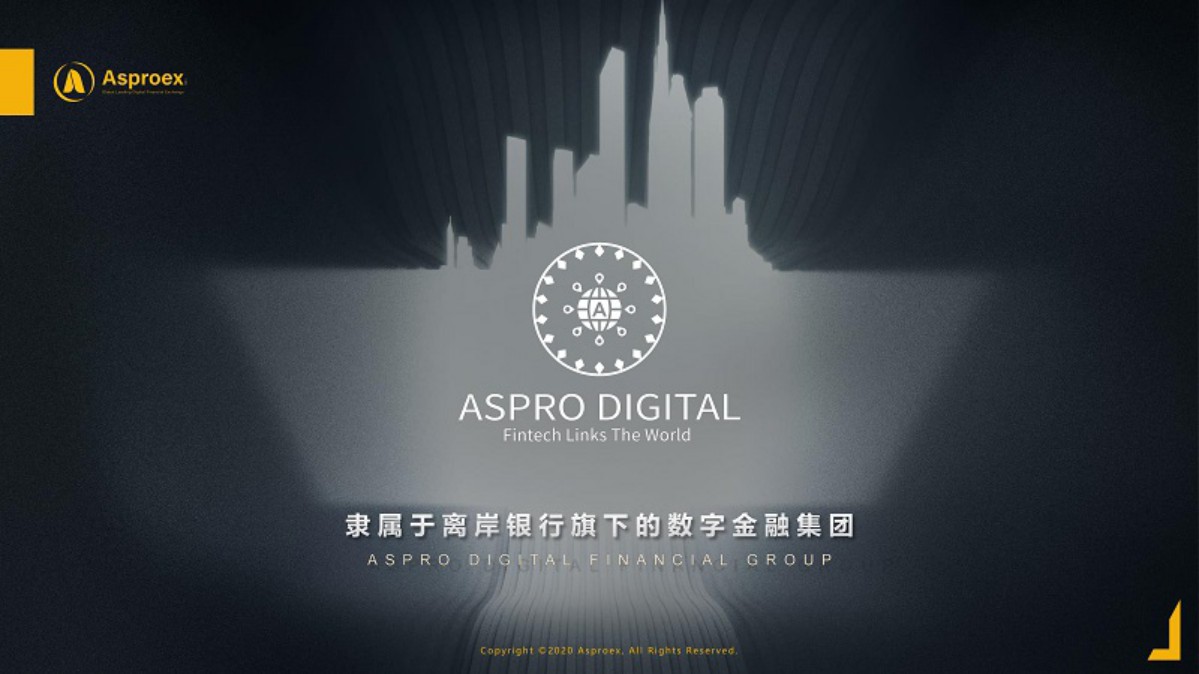 Asproex
A
ASPRO DIGITAL
Fintech Links The World
隶属于离岸银行旗下的数字金融集团
ASPRO DIGITAL FINANCIAL GROUP
Copyright ©2020 Asproex, All Rights Reserved.